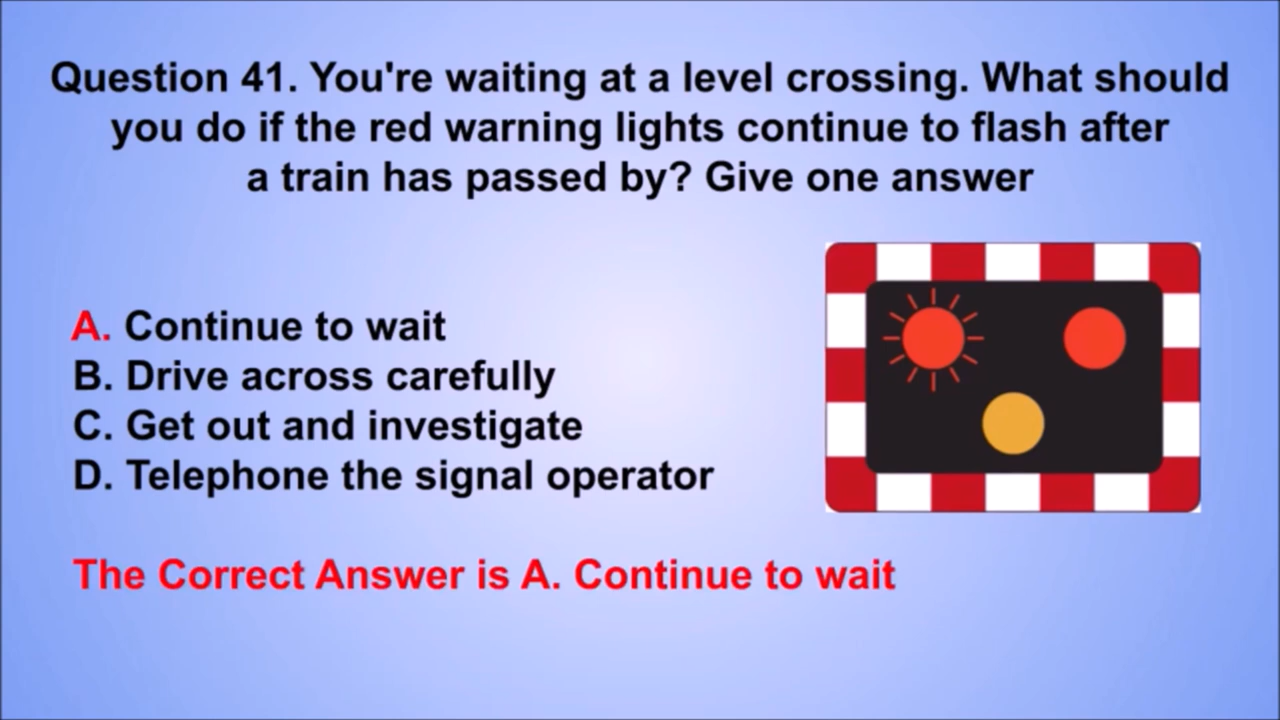 Question 41. You're waiting at a level crossing. What should
you do if the red warning lights continue to flash after
a train has passed by? Give one answer
A. Continue to wait
B. Drive across carefully
C. Get out and investigate
D. Telephone the signal operator
The Correct Answer is A. Continue to wait